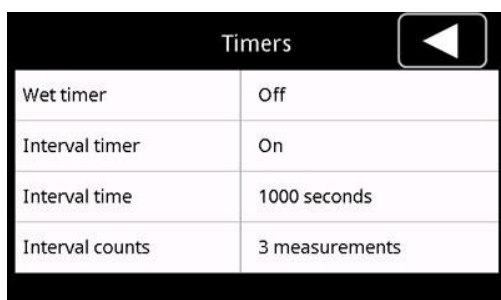 Timers
Wet timer Off
Interval timer On
Interval time 1000 seconds
Interval counts 3 measurements